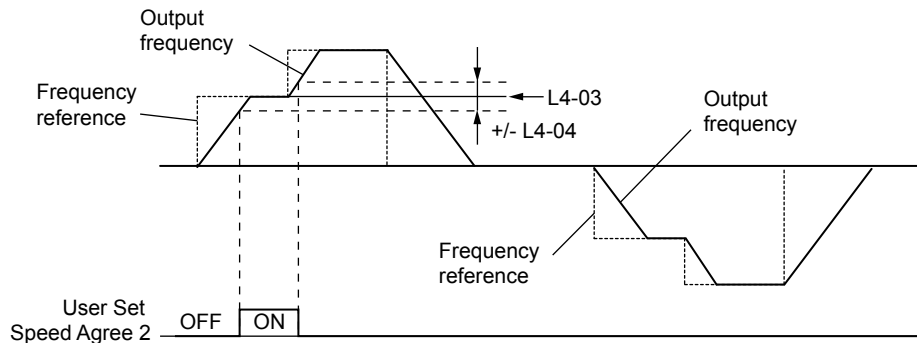 Output
frequency
Frequency
reference
L4-03
+/- L4-04
Output
frequency
Frequency
reference
User Set
Speed Agree 2
OFF
ON